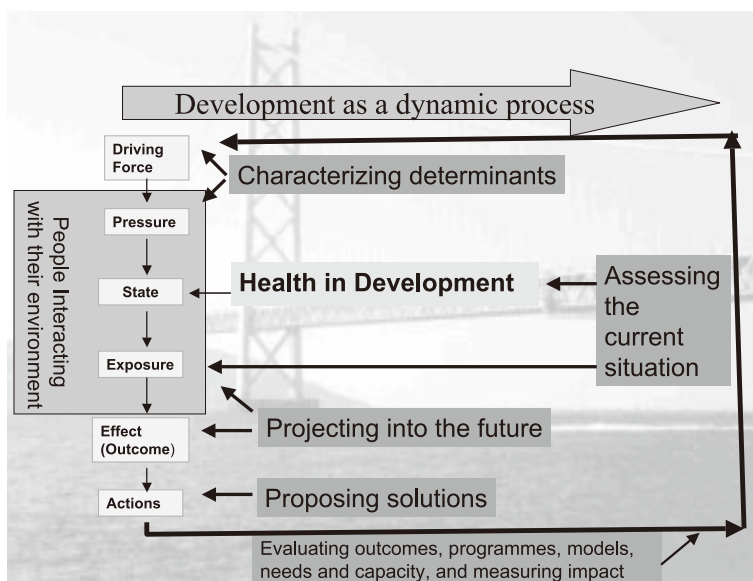 Development as a dynamic process
Driving
Force
Characterizing determinants
People Interacting
with their environment
Pressure
State
Health in Development
Assessing
the
current
situation
Exposure
Effect
(Outcome)
Projecting into the future
Actions
Proposing solutions
Evaluating outcomes, programmes, models,
needs and capacity, and measuring impact